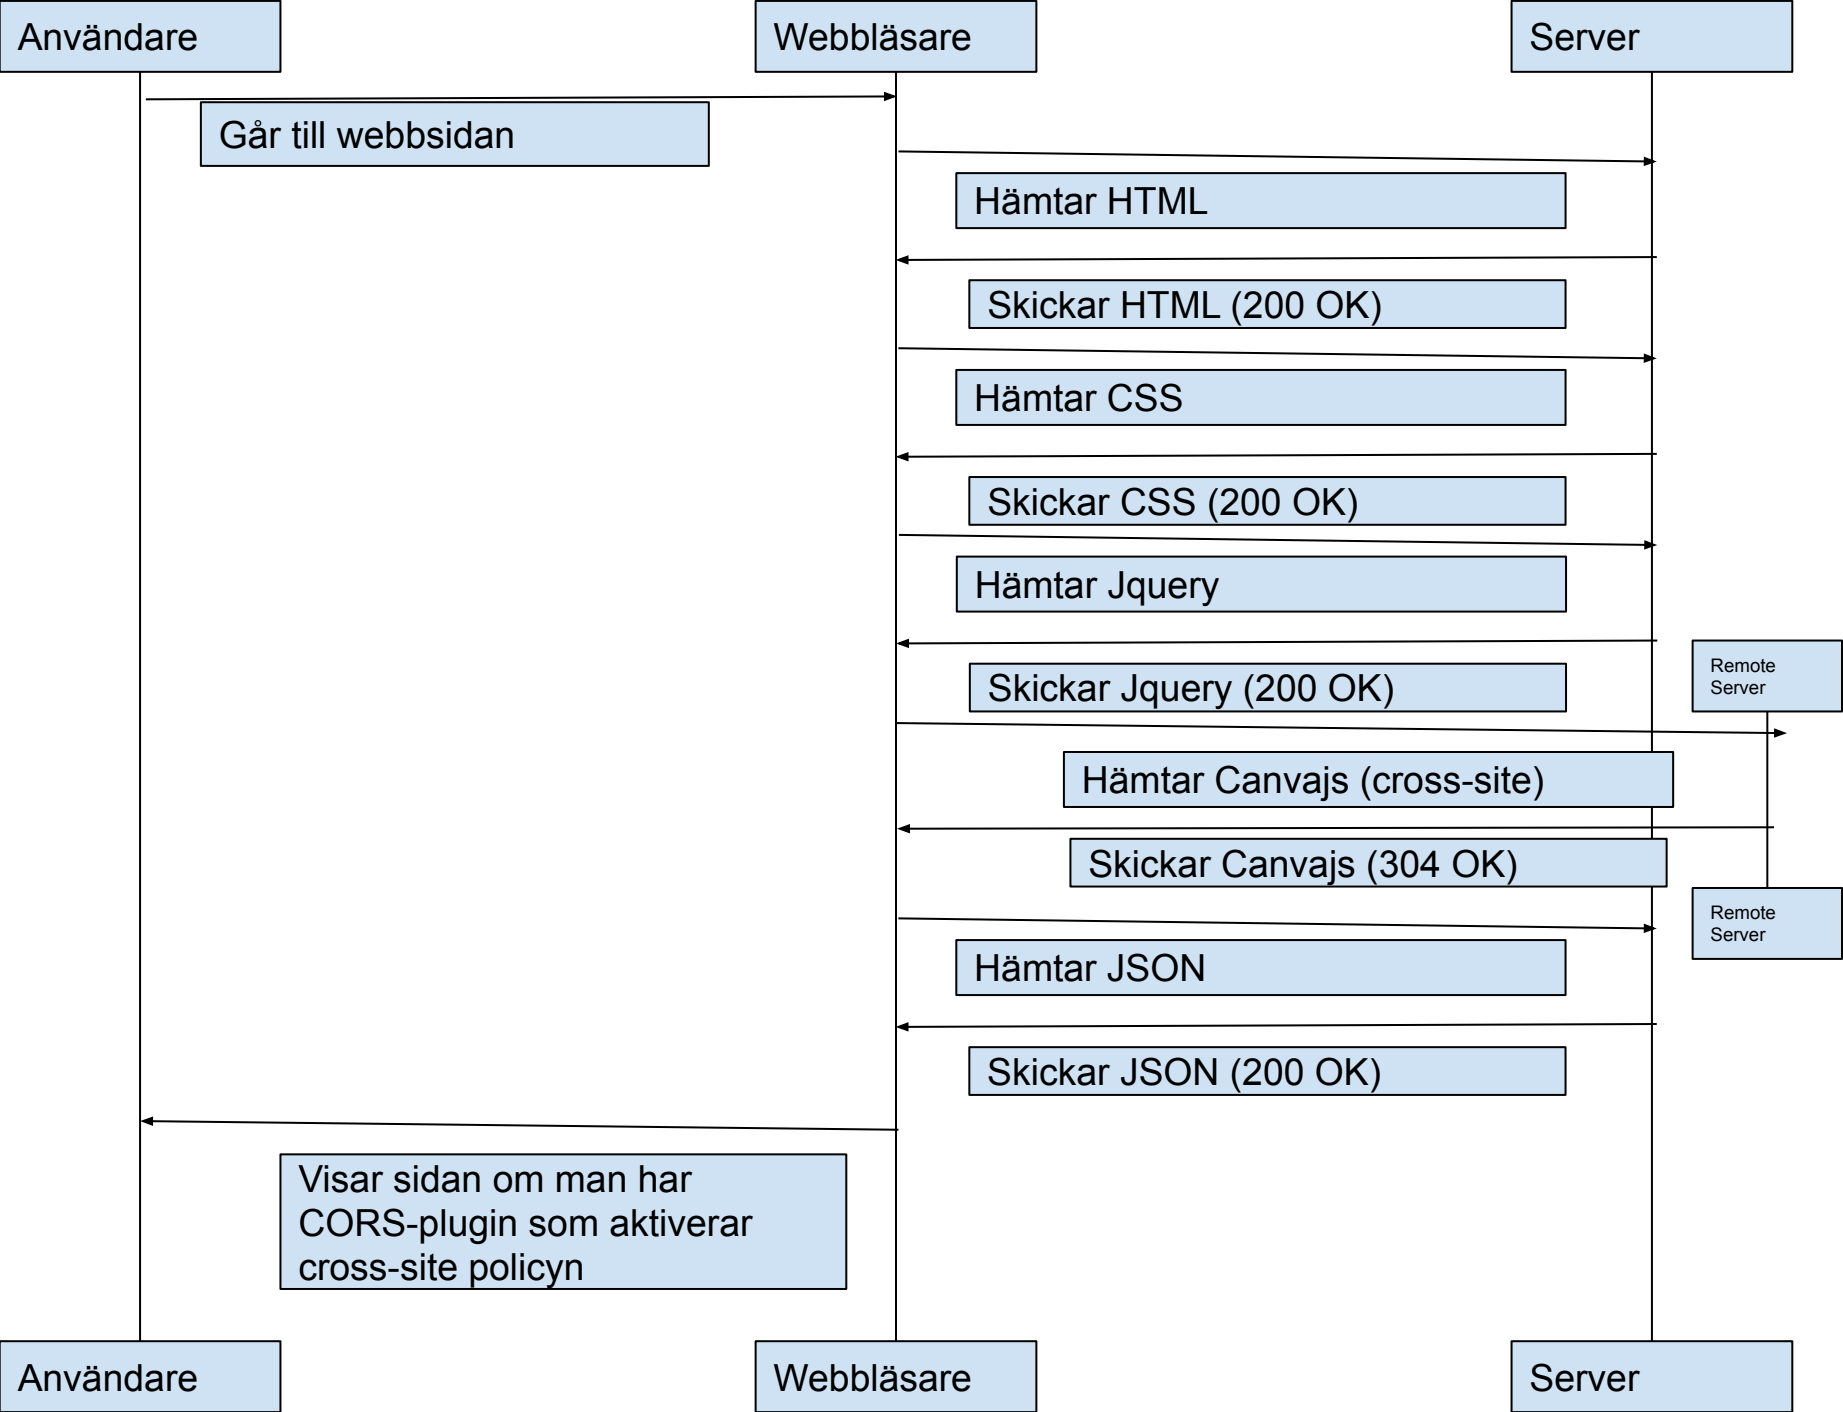 Användare
Webbläsare
Server
Går till webbsidan
Hämtar HTML
Skickar HTML (200 OK)
Hämtar CSS
Skickar CSS (200 OK)
Hämtar Jquery
Skickar Jquery (200 OK)
Remote
Server
Hämtar Canvajs (cross-site)
Skickar Canvajs (304 OK)
Remote
Server
Hämtar JSON
Skickar JSON (200 OK)
Visar sidan om man har
CORS-plugin som aktiverar
cross-site policyn
Användare
Webbläsare
Server